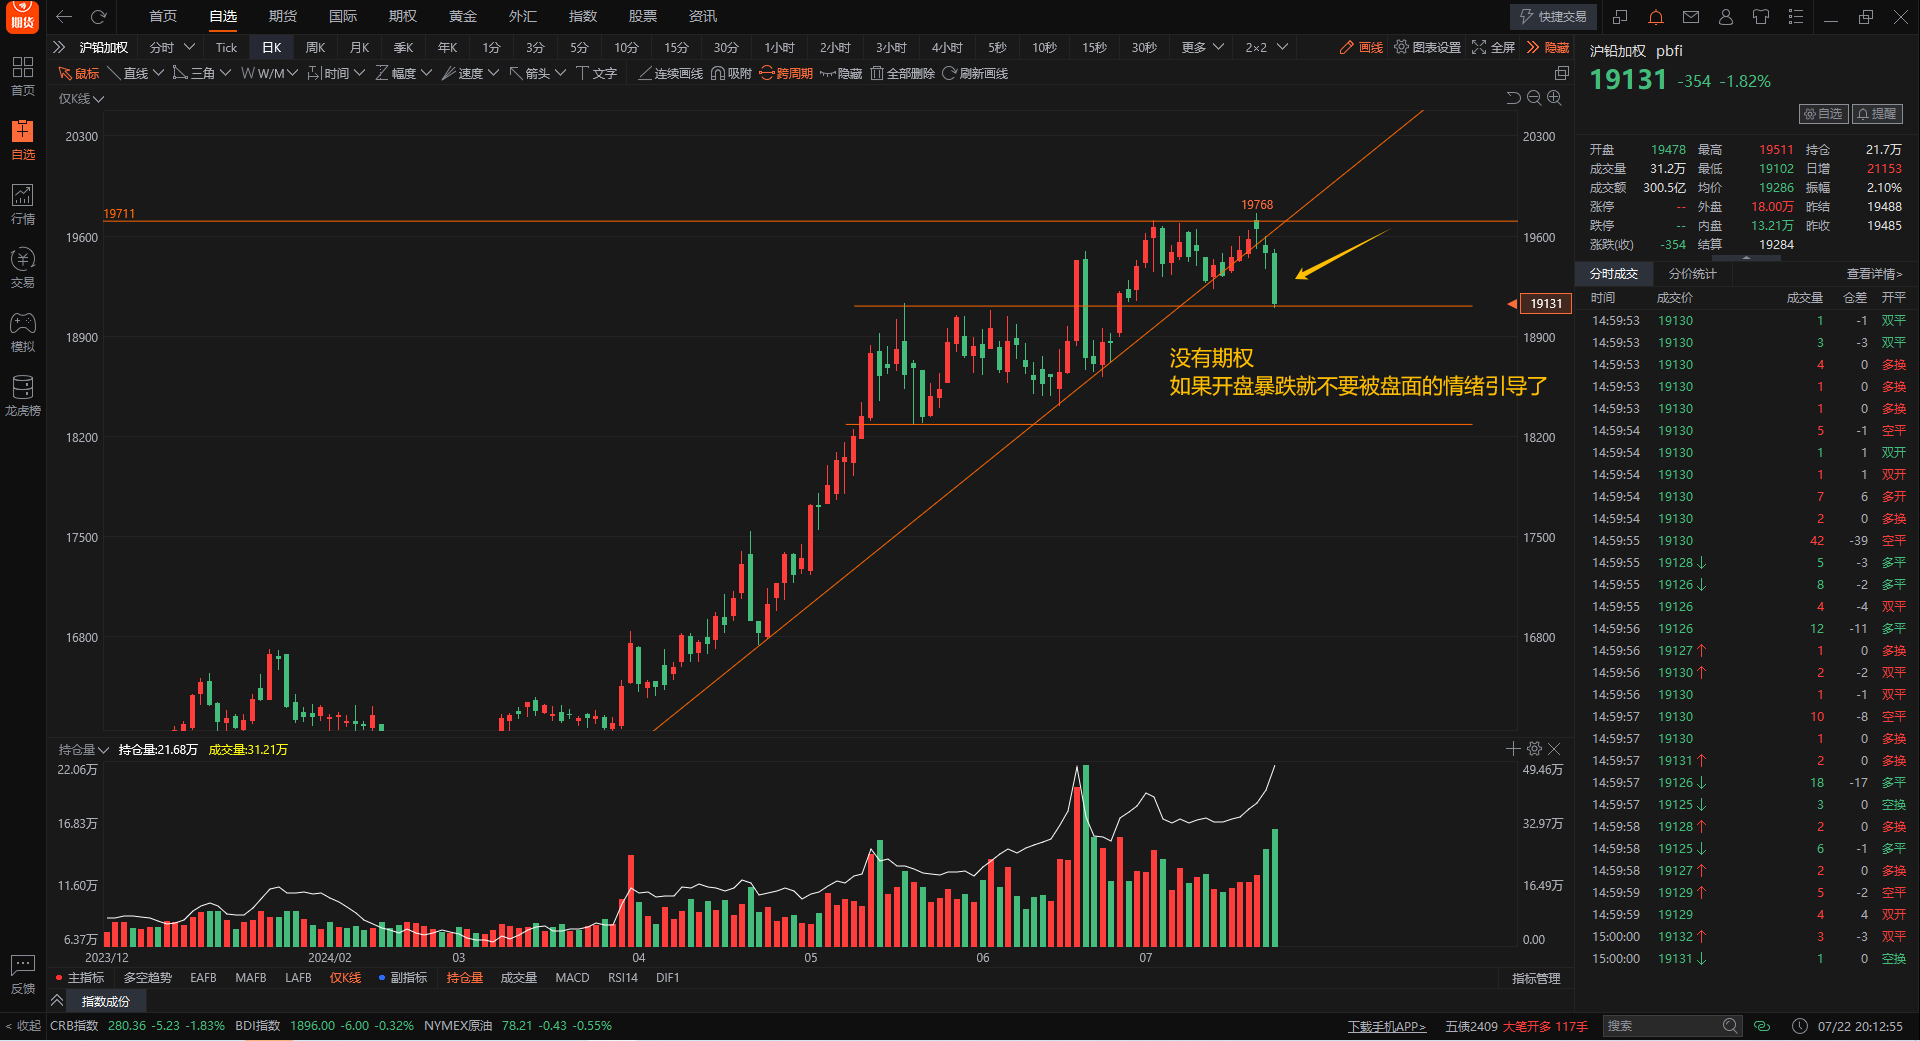 期货
首页 自选 期货 国际 期权 黄金 外汇 指数 股票 资讯
快捷交易
沪铅加权 分时 Tick 日K 周K 月K 季K 年K 1分 3分 5分 10分 15分 30分 1小时 2小时 3小时 4小时 5秒 10秒 15秒 30秒 更多 2×2 画线 图表设置 全屏 隐藏
鼠标 直线 三角 W/M 时间 幅度 速度 箭头 文字 连续画线 吸附 跨周期 隐藏 全部删除 刷新画线
首页
自选
行情
交易
模拟
龙虎榜
反馈
< 收起
仅K线
20300 20300
19711
19768
19600 19600
19131
18900 18900
没有期权
如果开盘暴跌就不要被盘面的情绪引导了
18200 18200
17500 17500
16800 16800
持仓量 持仓量:21.68万 成交量:31.21万
22.06万 49.46万
16.83万 32.97万
11.60万 16.49万
6.37万 0.00
2023/12 2024/02 03 04 05 06 07
主指标 多空趋势 EAFB MAFB LAFB 仅K线 副指标 持仓量 成交量 MACD RSI14 DIF1 指标管理
指数成份
沪铅加权 pbfi
19131 -354 -1.82%
自选 提醒
开盘 19478 最高 19511 持仓 21.7万
成交量 31.2万 最低 19102 日增 21153
成交额 300.5亿 均价 19286 振幅 2.10%
涨停 -- 外盘 18.00万 昨结 19488
跌停 -- 内盘 13.21万 昨收 19485
涨跌(收) -354 结算 19284
分时成交 分价统计 查看详情>
时间 成交价 成交量 仓差 开平
14:59:53 19130 1 -1 双平
14:59:53 19130 3 -3 双平
14:59:53 19130 4 0 多换
14:59:53 19130 1 0 多换
14:59:53 19130 1 0 多换
14:59:54 19130 5 -1 空平
14:59:54 19130 1 1 双开
14:59:54 19130 1 1 双开
14:59:54 19130 7 6 多开
14:59:54 19130 2 0 多换
14:59:55 19130 42 -39 空平
14:59:55 19128↓ 5 -3 多平
14:59:55 19126↓ 8 -2 多平
14:59:55 19126 4 -4 双平
14:59:56 19126 12 -11 多平
14:59:56 19127↑ 1 0 多换
14:59:56 19130↑ 2 -2 双平
14:59:56 19130 1 -1 双平
14:59:57 19130 10 -8 空平
14:59:57 19130 1 0 多换
14:59:57 19131↑ 2 0 多换
14:59:57 19126↓ 18 -17 多平
14:59:57 19125↓ 3 0 空换
14:59:58 19128↑ 2 0 多换
14:59:58 19125↓ 6 -1 多平
14:59:58 19127↑ 2 0 多换
14:59:59 19129↑ 5 -2 空平
14:59:59 19129 4 4 双开
15:00:00 19132↑ 3 -3 双平
15:00:00 19131↓ 1 0 空换
CRB指数 280.36 -5.23 -1.83% BDI指数 1896.00 -6.00 -0.32% NYMEX原油 78.21 -0.43 -0.55% 下载手机APP> 五债2409 大笔开多 117手 搜索 07/22 20:12:55